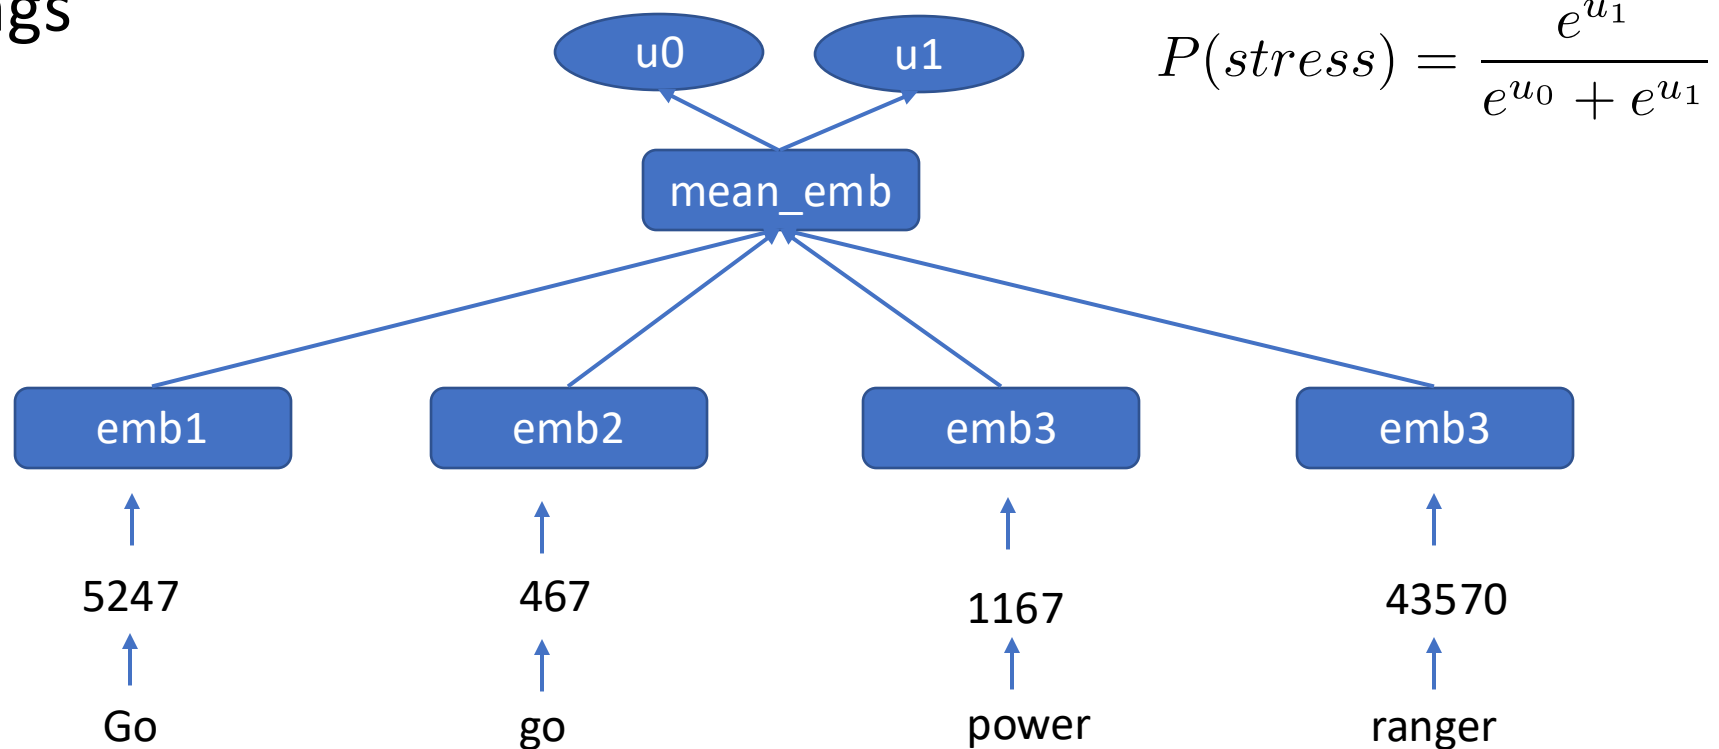 ngs
u0 u1
P(stress) = e^{u_1} / (e^{u_0} + e^{u_1})
mean_emb
emb1 emb2 emb3 emb3
5247 467 1167 43570
Go go power ranger